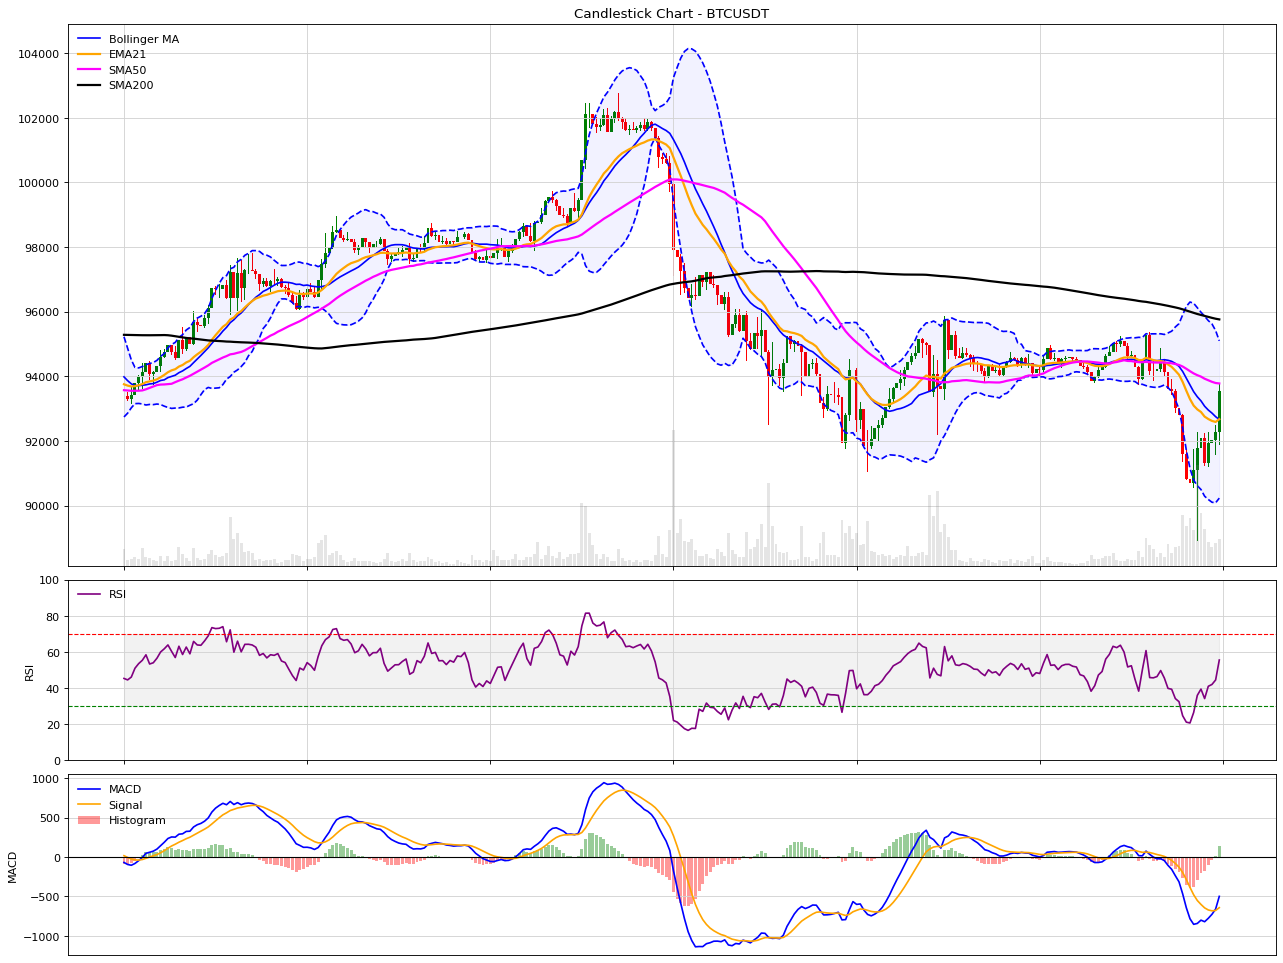 Candlestick Chart - BTCUSDT
Bollinger MA
EMA21
SMA50
SMA200
104000
102000
100000
98000
96000
94000
92000
90000
RSI
100
80
60
40
20
0
RSI
MACD
Signal
Histogram
1000
500
0
−500
−1000
MACD